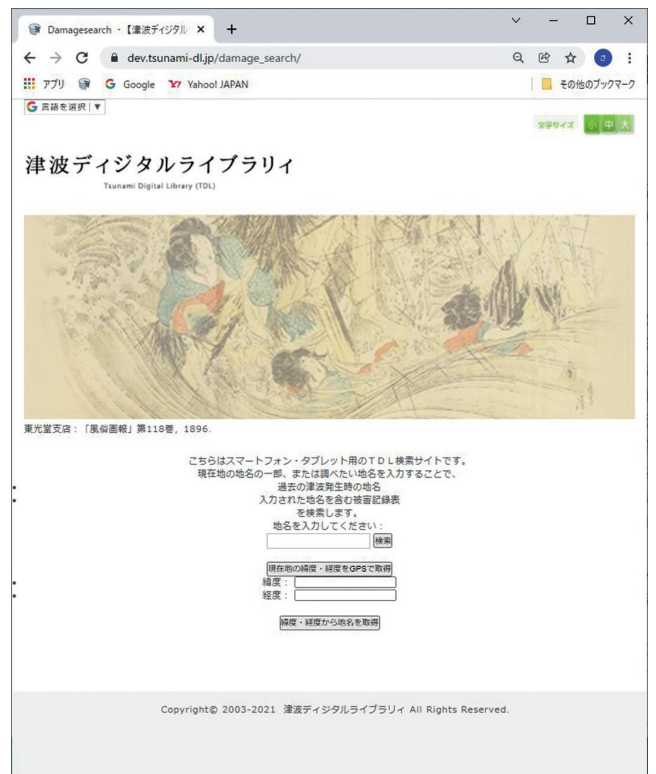 Damagesearch - 【津波ディジタル
dev.tsunami-dl.jp/damage_search/
アプリ Google Yahoo! JAPAN その他のブックマーク
言語を選択 ▼
文字サイズ 小 中 大
津波ディジタルライブラリィ
Tsunami Digital Library (TDL)
東光堂支店：「風俗画報」第118巻, 1896.
こちらはスマートフォン・タブレット用のＴＤＬ検索サイトです。
現在地の地名の一部、または調べたい地名を入力することで、
過去の津波発生時の地名
入力された地名を含む被害記録表
を検索します。
地名を入力してください：
検索
現在地の緯度・経度をGPSで取得
緯度：
経度：
緯度・経度から地名を取得
Copyright© 2003-2021 津波ディジタルライブラリィ All Rights Reserved.